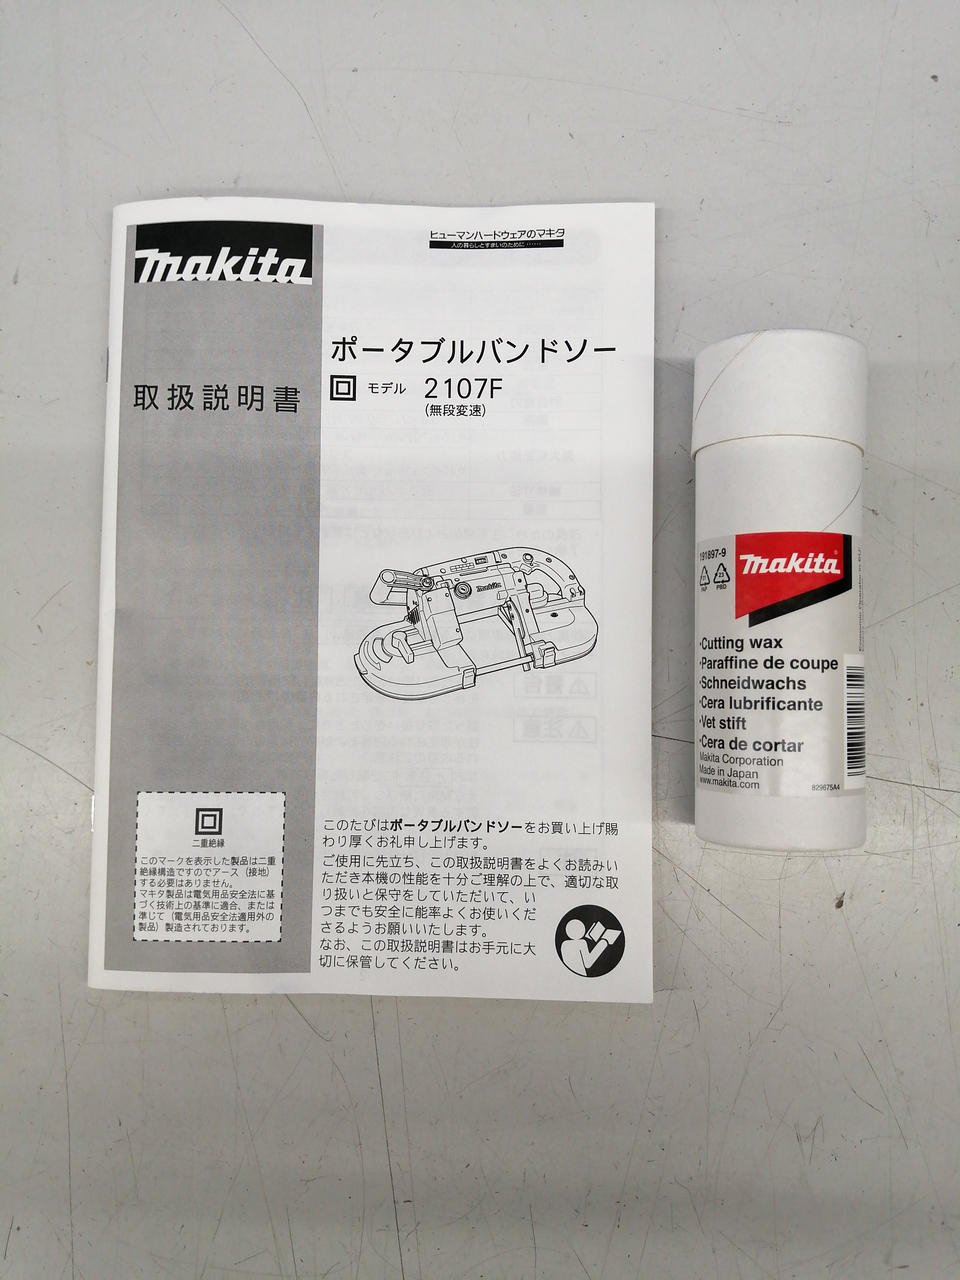 makita
取扱説明書
ヒューマンハードウェアのマキタ
人の暮らしとすまいのために‥‥‥
ポータブルバンドソー
モデル 2107F
(無段変速)
makita
二重絶縁
このマークを表示した製品は二重
絶縁構造ですのでアース（接地）
する必要はありません。
マキタ製品は電気用品安全法に基
づく技術上の基準に適合、または
準じて（電気用品安全法適用外の
製品）製造されております。
このたびはポータブルバンドソーをお買い上げ賜
わり厚くお礼申し上げます。
ご使用に先立ち、この取扱説明書をよくお読みい
ただき本機の性能を十分ご理解の上で、適切な取
り扱いと保守をしていただいて、い
つまでも安全に能率よくお使いくだ
さるようお願いいたします。
なお、この取扱説明書はお手元に大
切に保管してください。
191897-9
makita
PAP
PBD
·Cutting wax
·Paraffine de coupe
·Schneidwachs
·Cera lubrificante
·Vet stift
·Cera de cortar
Makita Corporation
Made in Japan
www.makita.com
829675A4